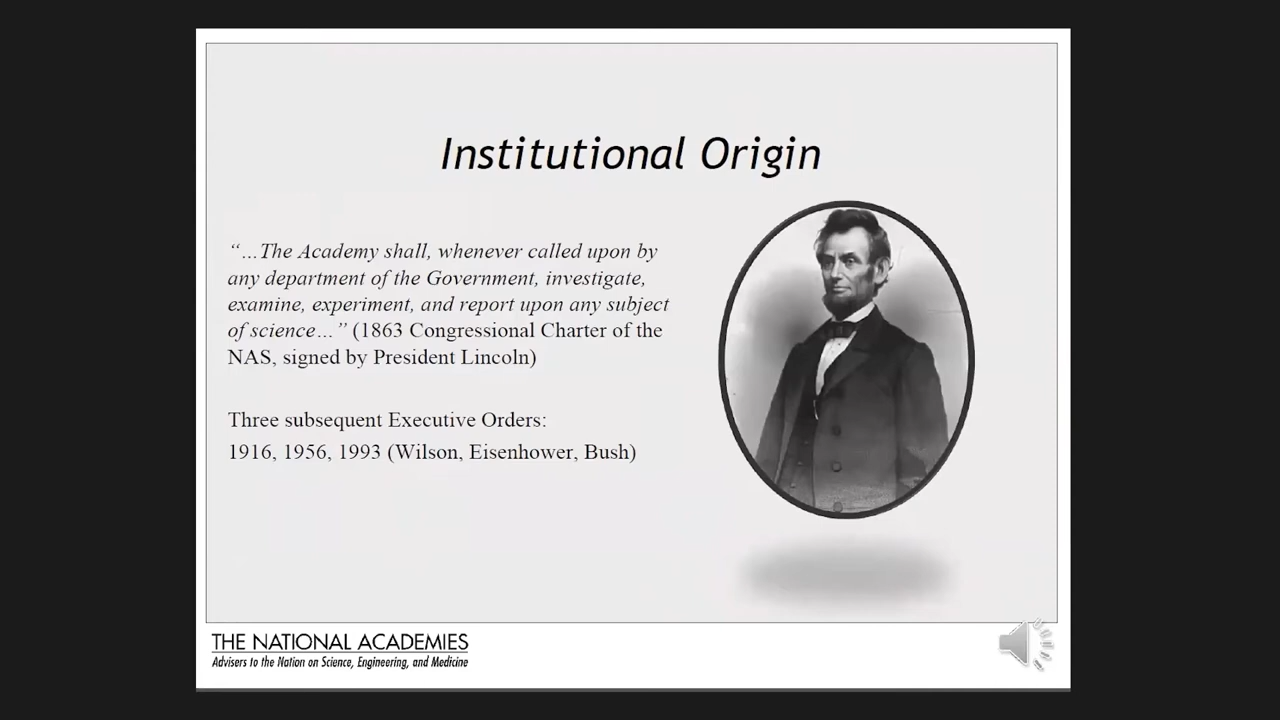 Institutional Origin
“…The Academy shall, whenever called upon by
any department of the Government, investigate,
examine, experiment, and report upon any subject
of science…” (1863 Congressional Charter of the
NAS, signed by President Lincoln)
Three subsequent Executive Orders:
1916, 1956, 1993 (Wilson, Eisenhower, Bush)
THE NATIONAL ACADEMIES
Advisers to the Nation on Science, Engineering, and Medicine